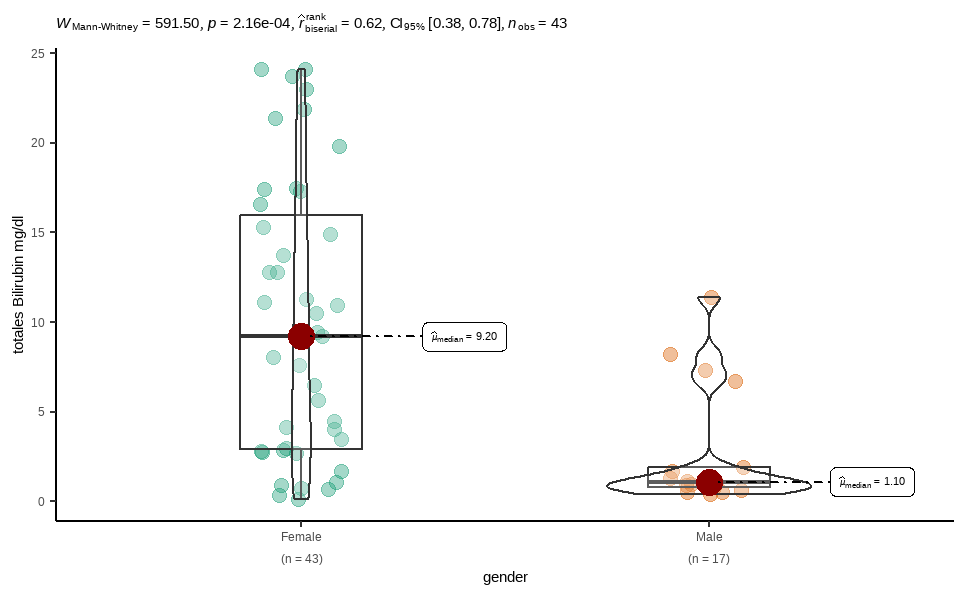 W Mann-Whitney = 591.50, p = 2.16e-04, r̂ rank biserial = 0.62, CI95% [0.38, 0.78], n obs = 43
totales Bilirubin mg/dl
25
20
15
10
5
0
μ̂ median = 9.20
μ̂ median = 1.10
Female
(n = 43)
Male
(n = 17)
gender